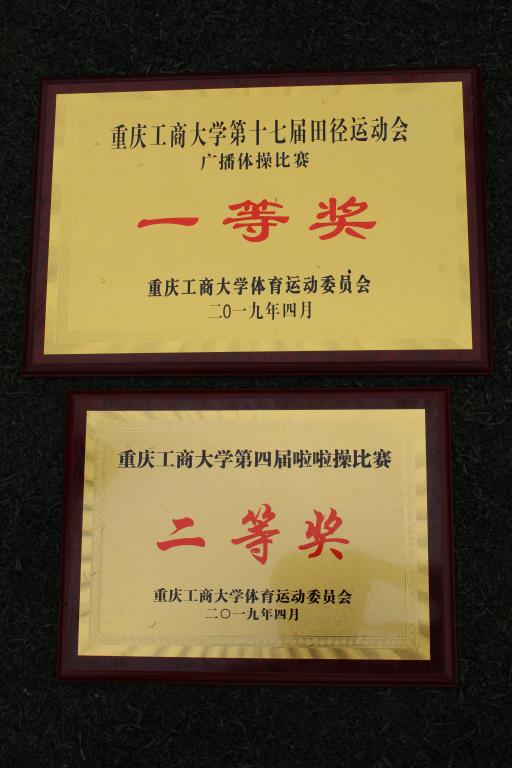 重庆工商大学第十七届田径运动会
广播体操比赛
一等奖
重庆工商大学体育运动委员会
二0一九年四月
重庆工商大学第四届啦啦操比赛
二等奖
重庆工商大学体育运动委员会
二〇一九年四月